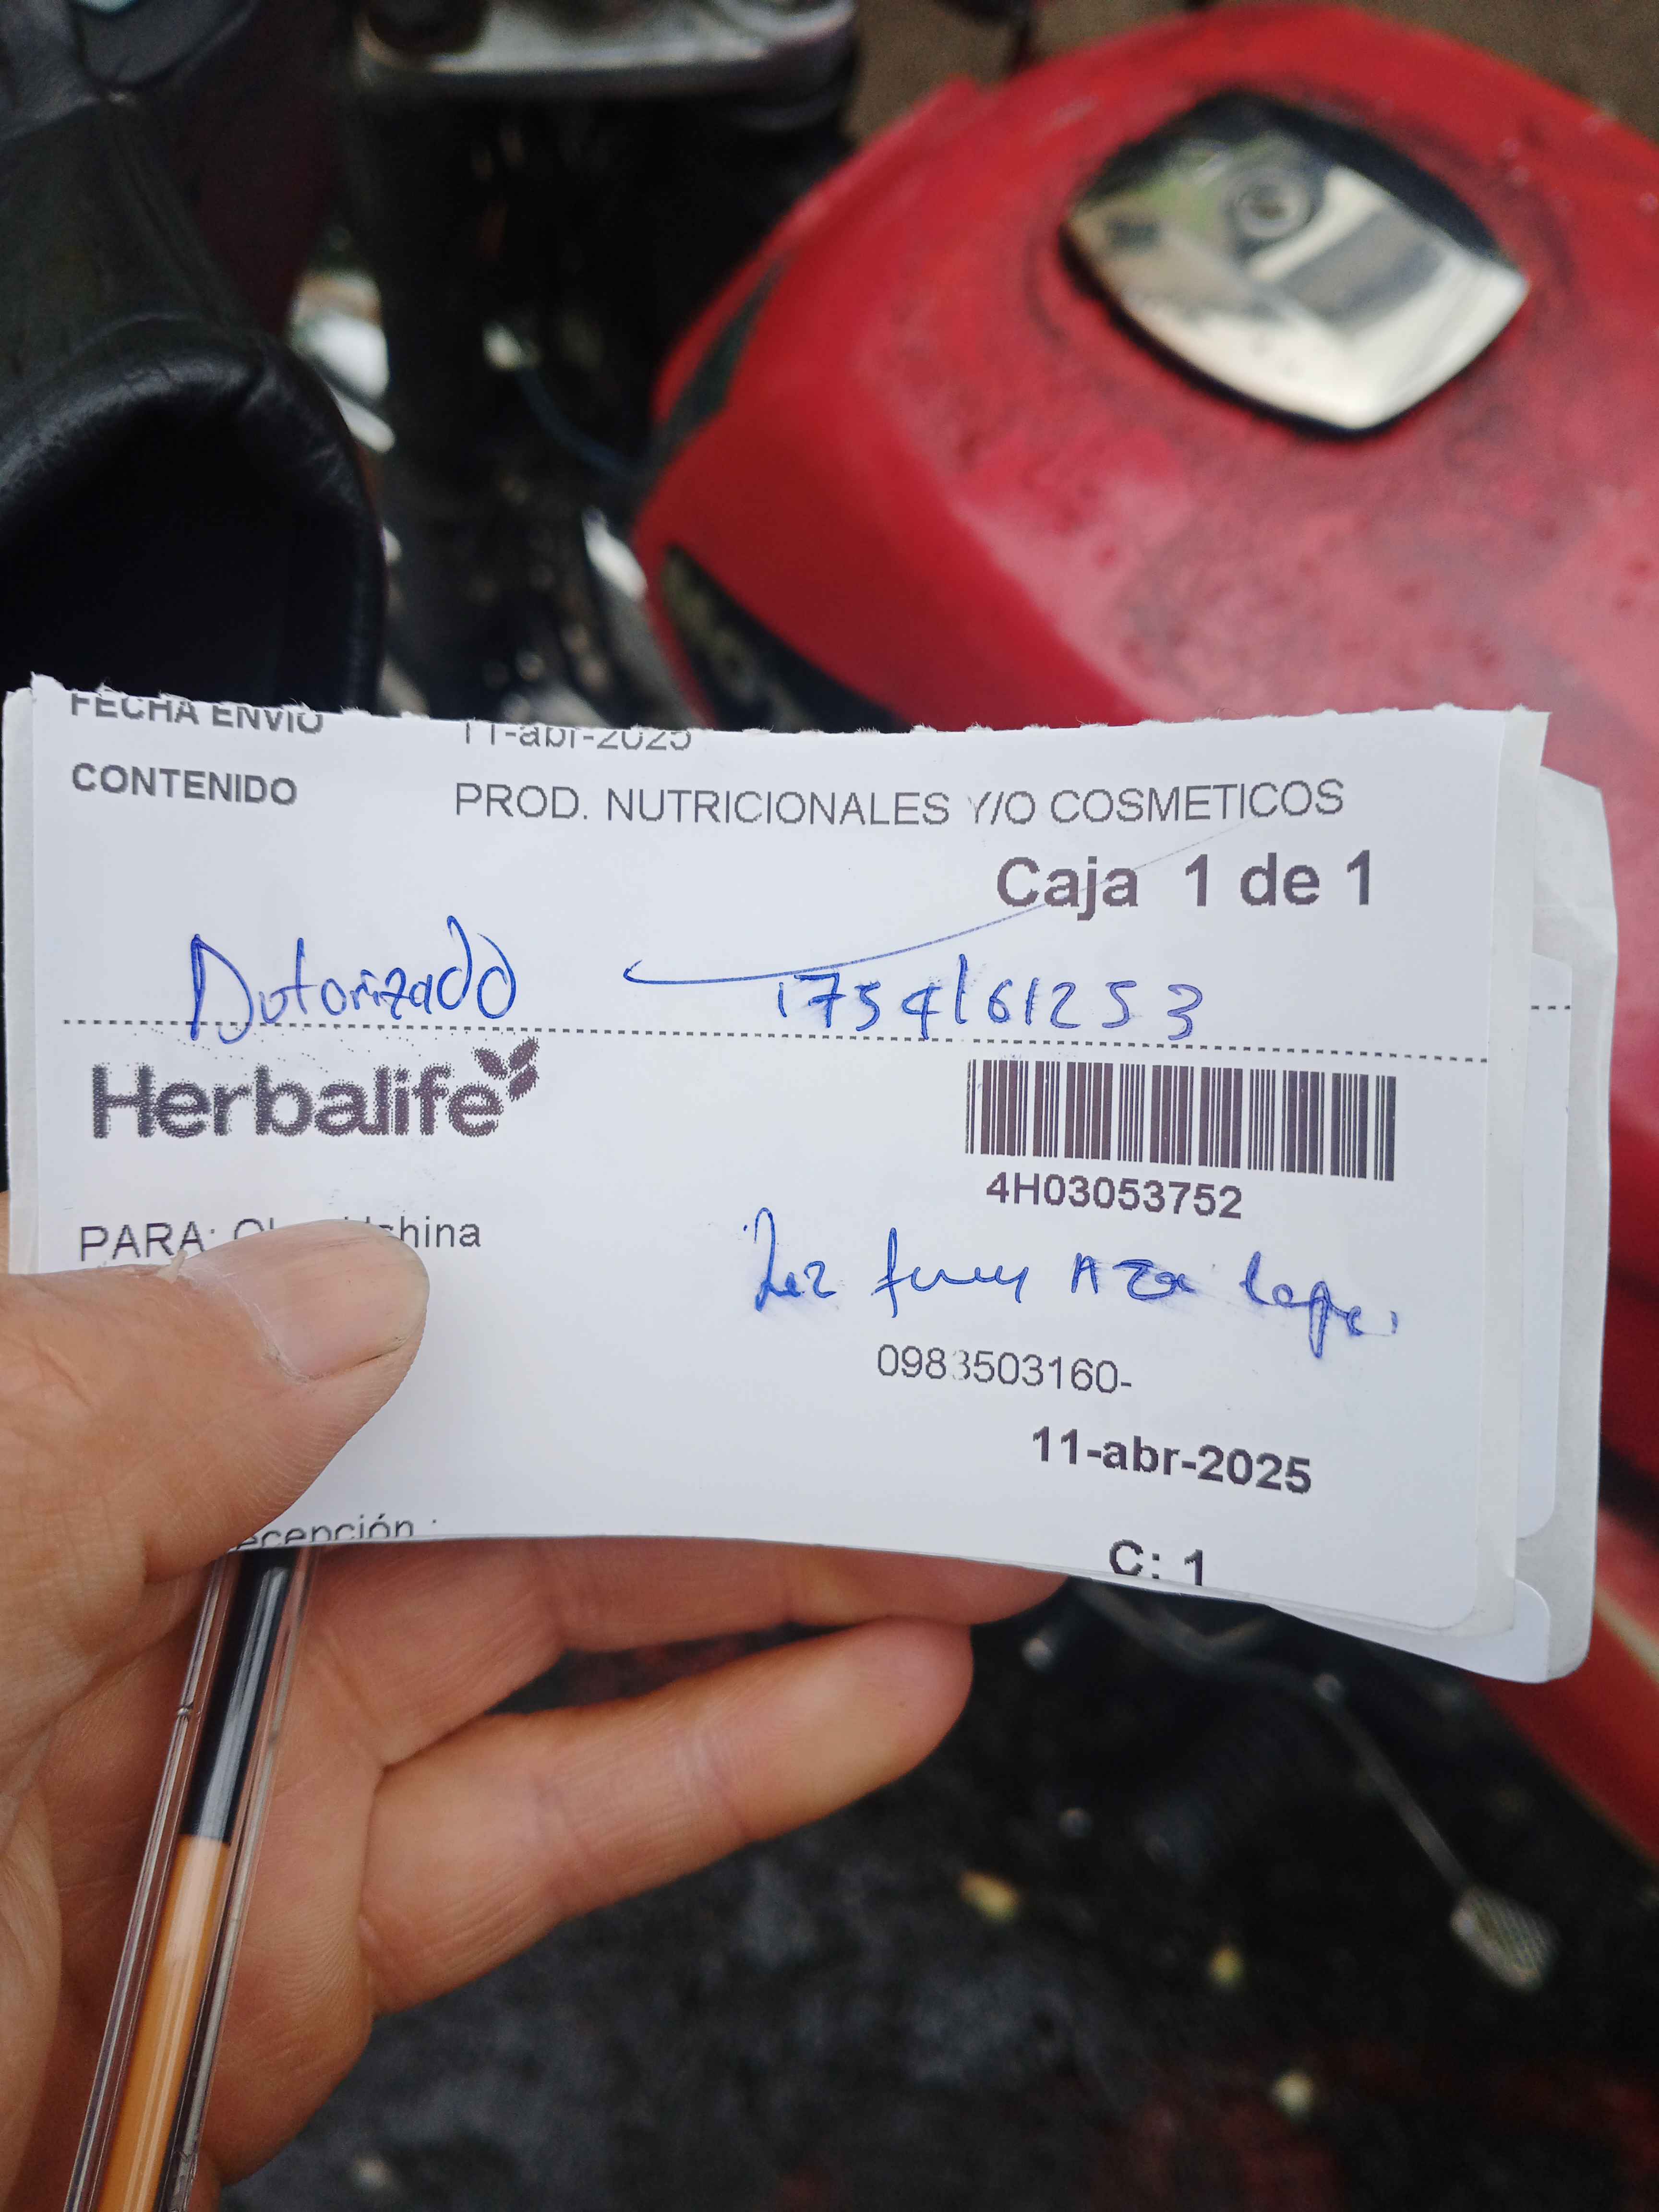 FECHA ENVIO 11-abr-2025
CONTENIDO PROD. NUTRICIONALES Y/O COSMETICOS
Caja 1 de 1
Autorizado 1754161253
Herbalife
4H03053752
PARA:
0983503160-
11-abr-2025
C: 1